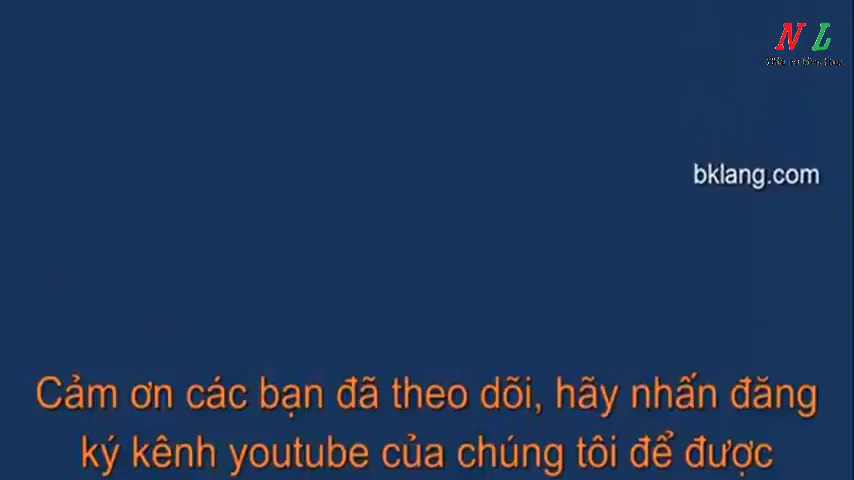 N L
bklang.com
Cảm ơn các bạn đã theo dõi, hãy nhấn đăng
ký kênh youtube của chúng tôi để được